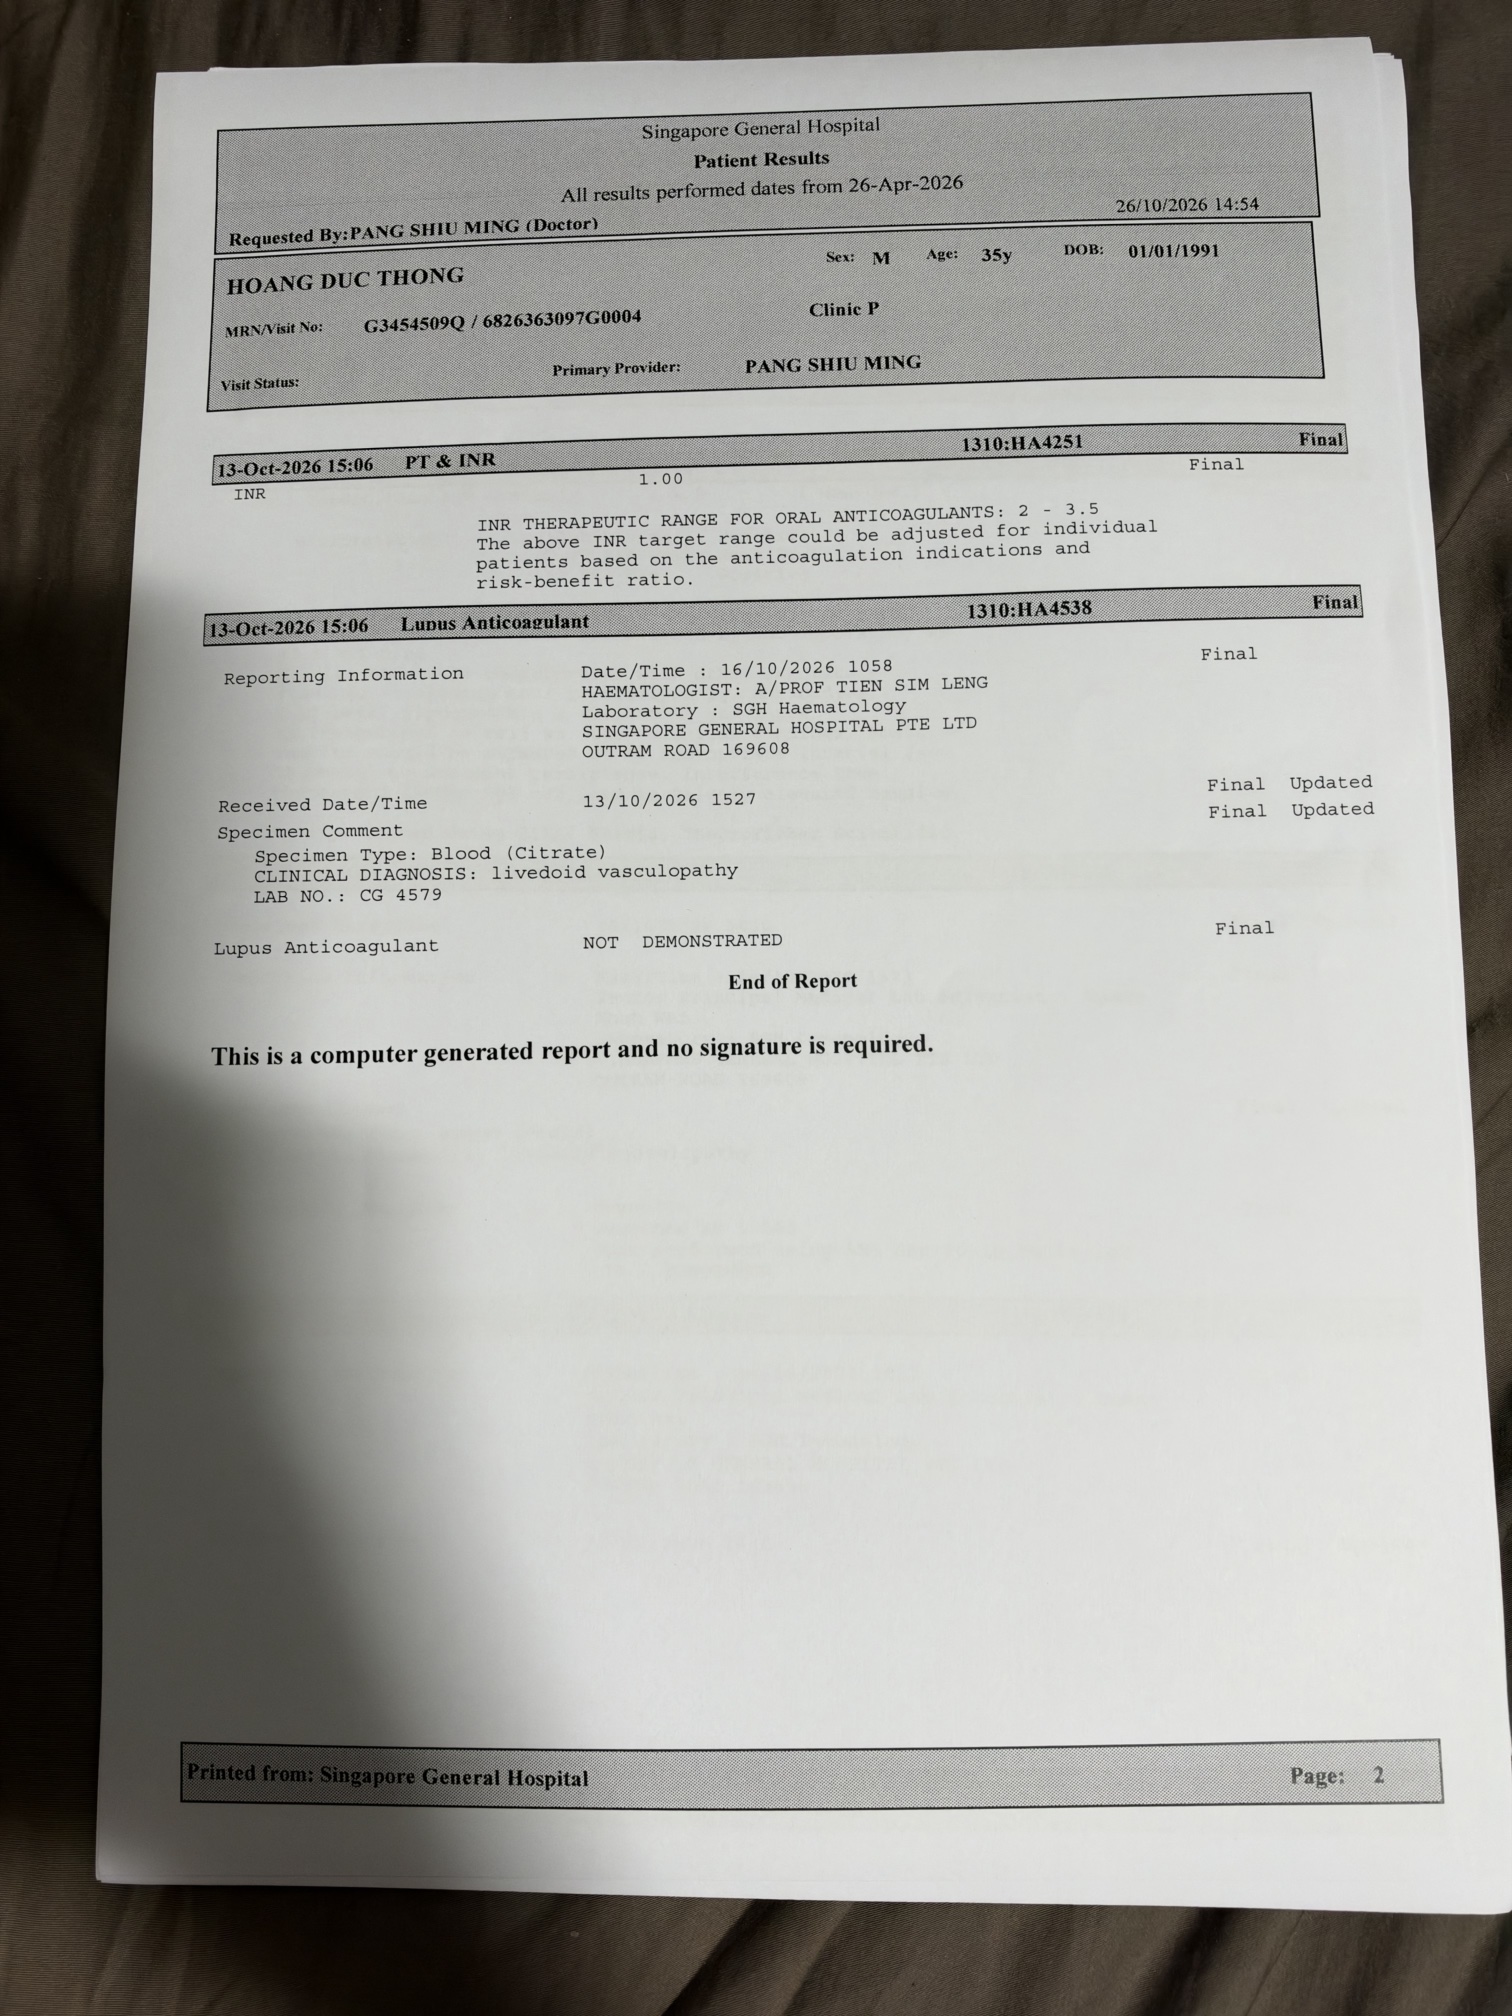 Singapore General Hospital
Patient Results
All results performed dates from 26-Apr-2026
26/10/2026 14:54
Requested By:PANG SHIU MING (Doctor)
HOANG DUC THONG
Sex: M Age: 35y DOB: 01/01/1991
MRN/Visit No: G3454509Q / 6826363097G0004 Clinic P
Visit Status: Primary Provider: PANG SHIU MING
13-Oct-2026 15:06 PT & INR 1310:HA4251 Final
INR 1.00 Final
INR THERAPEUTIC RANGE FOR ORAL ANTICOAGULANTS: 2 - 3.5
The above INR target range could be adjusted for individual
patients based on the anticoagulation indications and
risk-benefit ratio.
13-Oct-2026 15:06 Lupus Anticoagulant 1310:HA4538 Final
Reporting Information Date/Time : 16/10/2026 1058 Final
HAEMATOLOGIST: A/PROF TIEN SIM LENG
Laboratory : SGH Haematology
SINGAPORE GENERAL HOSPITAL PTE LTD
OUTRAM ROAD 169608
Received Date/Time 13/10/2026 1527 Final Updated
Specimen Comment Final Updated
Specimen Type: Blood (Citrate)
CLINICAL DIAGNOSIS: livedoid vasculopathy
LAB NO.: CG 4579
Lupus Anticoagulant NOT DEMONSTRATED Final
End of Report
This is a computer generated report and no signature is required.
Printed from: Singapore General Hospital Page: 2